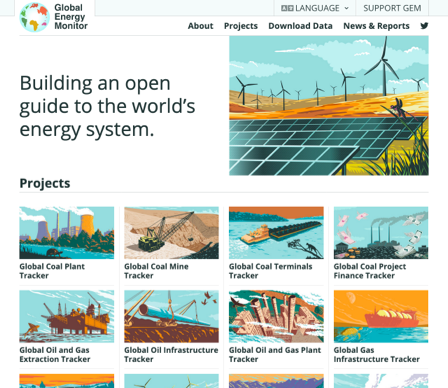 Global
Energy
Monitor
LANGUAGE
SUPPORT GEM
About
Projects
Download Data
News & Reports
Building an open
guide to the world's
energy system.
Projects
Global Coal Plant
Tracker
Global Coal Mine
Tracker
Global Coal Terminals
Tracker
Global Coal Project
Finance Tracker
Global Oil and Gas
Extraction Tracker
Global Oil Infrastructure
Tracker
Global Oil and Gas Plant
Tracker
Global Gas
Infrastructure Tracker